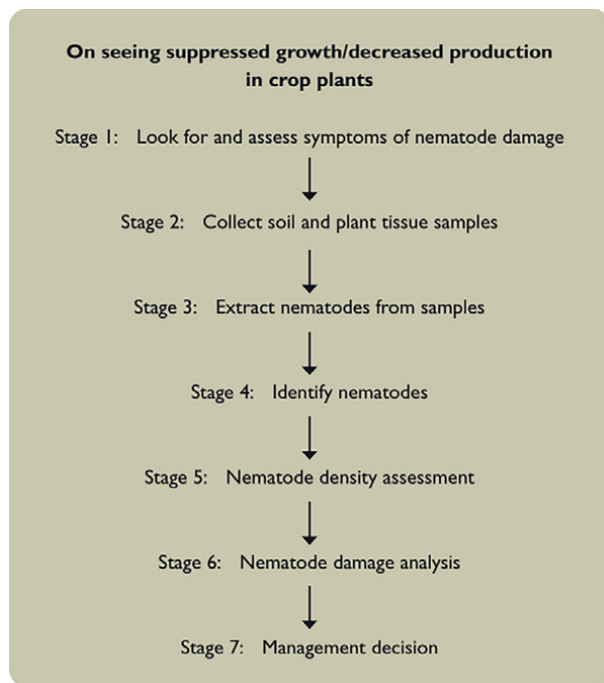 On seeing suppressed growth/decreased production
in crop plants
Stage 1: Look for and assess symptoms of nematode damage
Stage 2: Collect soil and plant tissue samples
Stage 3: Extract nematodes from samples
Stage 4: Identify nematodes
Stage 5: Nematode density assessment
Stage 6: Nematode damage analysis
Stage 7: Management decision